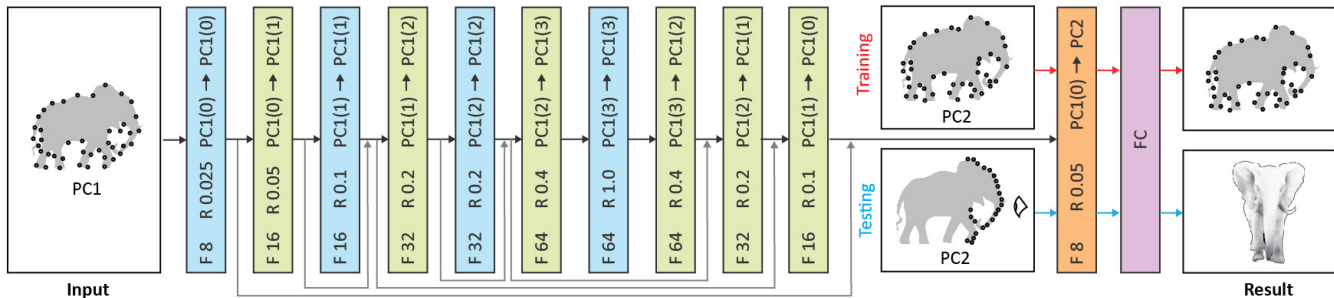 PC1
Input
F 8 R 0.025 PC1(0) → PC1(0)
F 16 R 0.05 PC1(0) → PC1(1)
F 16 R 0.1 PC1(1) → PC1(1)
F 32 R 0.2 PC1(3) → PC1(2)
F 32 R 0.2 PC1(2) → PC1(2)
F 64 R 0.4 PC1(2) → PC1(3)
F 64 R 1.0 PC1(3) → PC1(3)
F 64 R 0.4 PC1(3) → PC1(2)
F 32 R 0.2 PC1(2) → PC1(1)
F 16 R 0.1 PC1(1) → PC1(0)
Training
PC2
Testing
PC2
F 8 R 0.05 PC1(0) → PC2
FC
Result